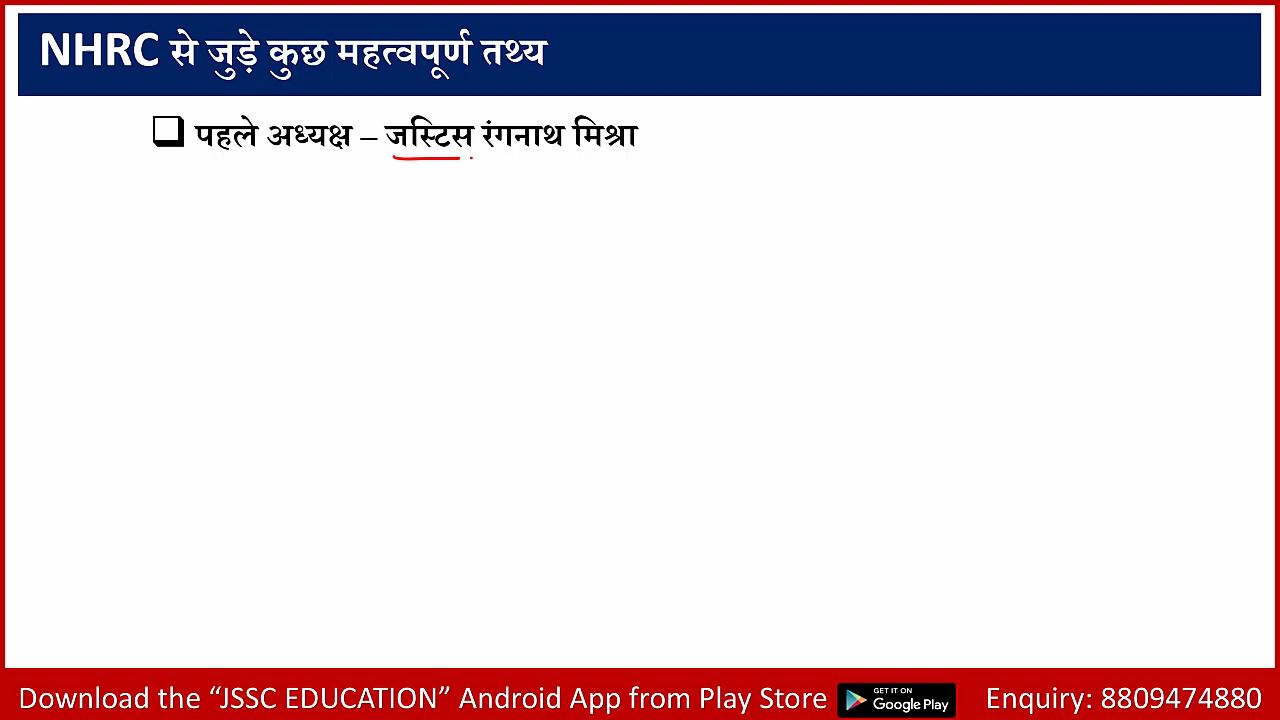 NHRC से जुड़े कुछ महत्वपूर्ण तथ्य
पहले अध्यक्ष – जस्टिस रंगनाथ मिश्रा
Download the “JSSC EDUCATION” Android App from Play Store GET IT ON Google Play Enquiry: 8809474880